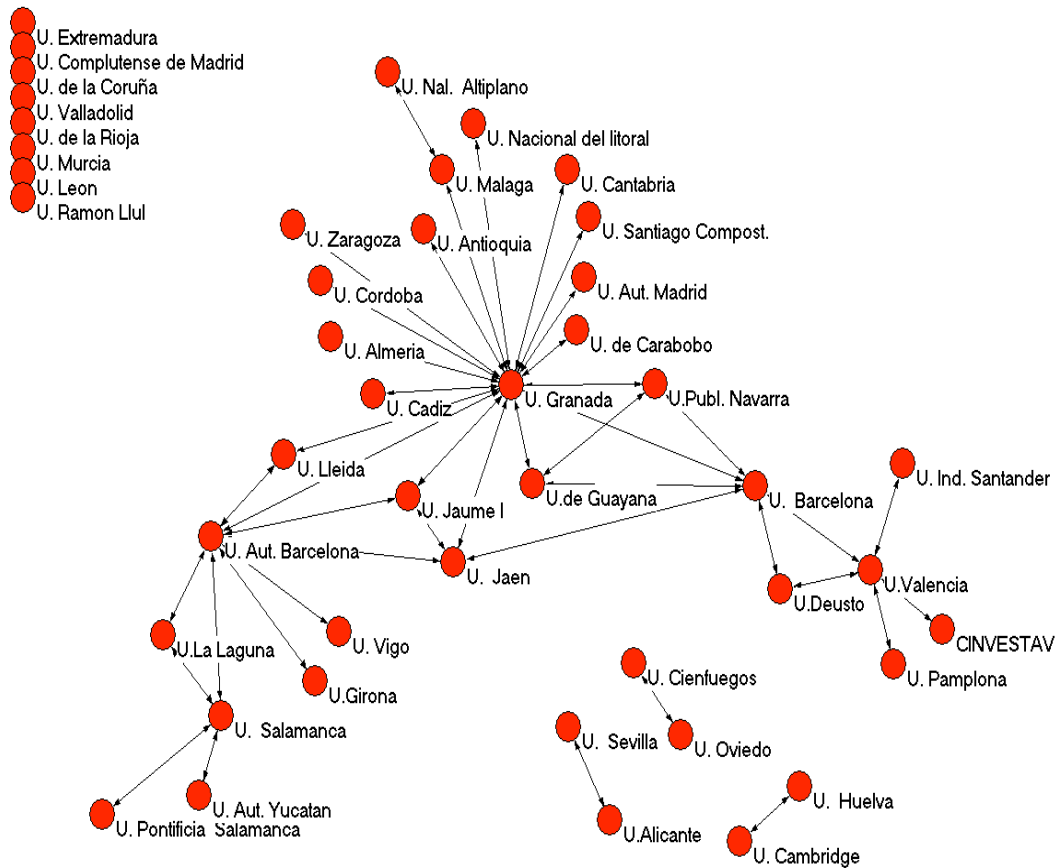 U. Extremadura
U. Complutense de Madrid
U. de la Coruña
U. Valladolid
U. de la Rioja
U. Murcia
U. Leon
U. Ramon Llul
U. Nal. Altiplano
U. Nacional del litoral
U. Malaga
U. Cantabria
U. Zaragoza
U. Antioquia
U. Santiago Compost.
U. Cordoba
U. Aut. Madrid
U. Almeria
U. de Carabobo
U. Cadiz
U. Granada
U.Publ. Navarra
U. Lleida
U. Jaume I
U.de Guayana
U. Barcelona
U. Ind. Santander
U. Aut. Barcelona
U. Jaen
U.Valencia
U.Deusto
U.La Laguna
U. Vigo
CINVESTAV
U. Cienfuegos
U. Pamplona
U.Girona
U. Salamanca
U. Sevilla
U. Oviedo
U. Aut. Yucatan
U. Huelva
U. Pontificia Salamanca
U.Alicante
U. Cambridge